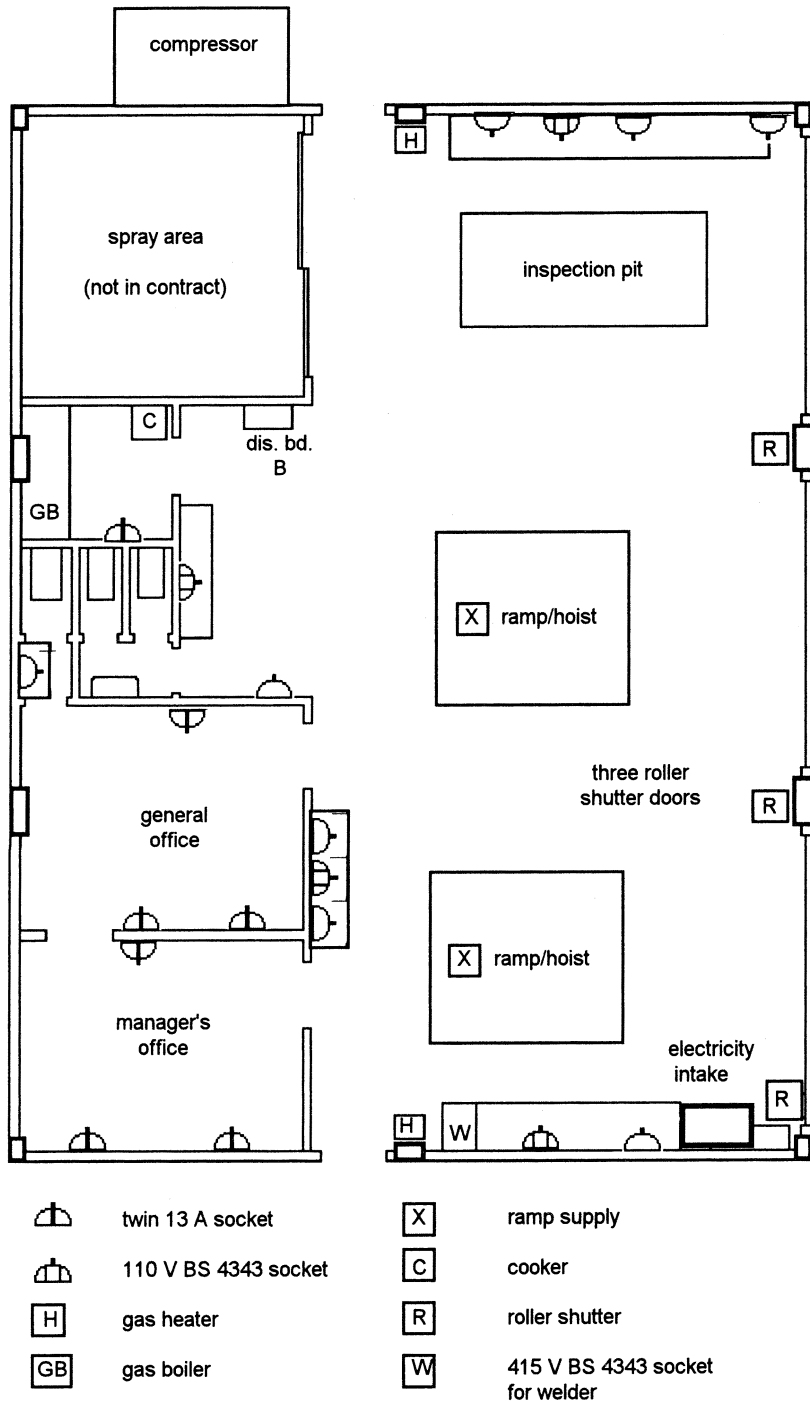 compressor
H
spray area
(not in contract)
inspection pit
C
dis. bd.
B
R
GB
X ramp/hoist
three roller
shutter doors
R
general
office
X ramp/hoist
manager's
office
electricity
intake
R
H
W
twin 13 A socket
110 V BS 4343 socket
H gas heater
GB gas boiler
X ramp supply
C cooker
R roller shutter
W 415 V BS 4343 socket
for welder